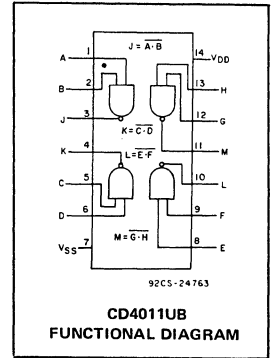 J = A·B
A 1
14 VDD
B 2
13 H
12 G
J 3
11 M
K = C·D
K 4
L = E·F
10 L
C 5
D 6
9 F
8 E
VSS 7
M = G·H
92CS-24763
CD4011UB
FUNCTIONAL DIAGRAM